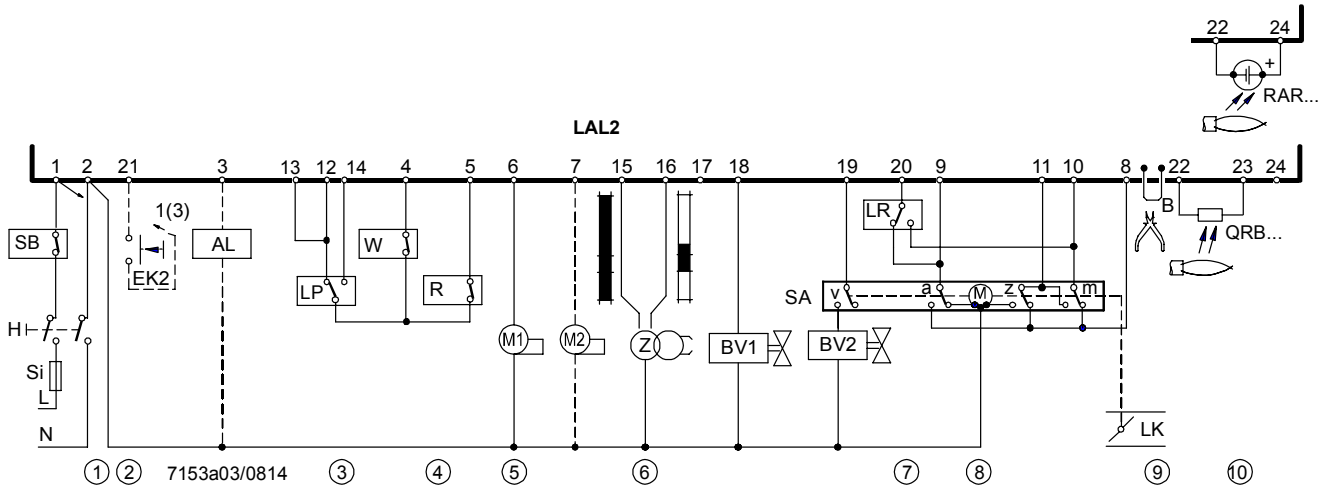 22 24
+
RAR...
LAL2
1 2 21 3 13 12 14 4 5 6 7 15 16 17 18 19 20 9 11 10 8 22 23 24
1(3)
B
LR
SB AL W QRB...
EK2 LP R
SA v a M z m
H
M1 M2 Z BV1 BV2
Si
L
N
LK
1 2 7153a03/0814 3 4 5 6 7 8 9 10